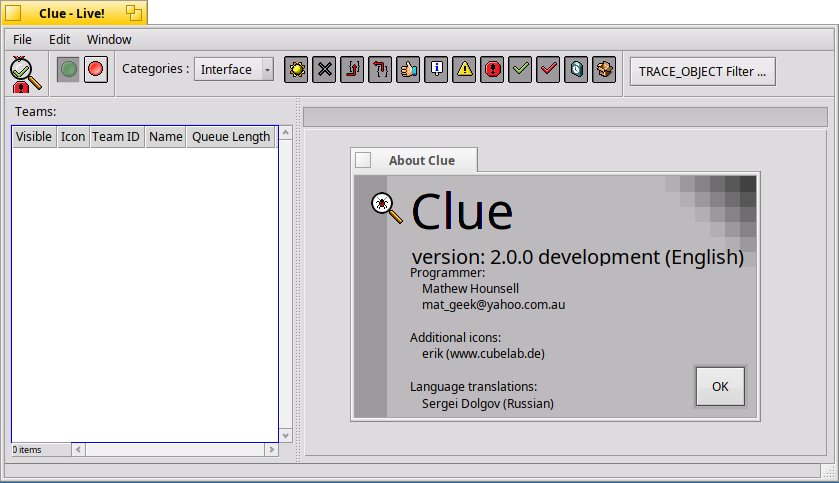 Clue - Live!
File Edit Window
Categories : Interface TRACE_OBJECT Filter ...
Teams:
Visible Icon Team ID Name Queue Length
About Clue
Clue
version: 2.0.0 development (English)
Programmer:
Mathew Hounsell
mat_geek@yahoo.com.au
Additional icons:
erik (www.cubelab.de)
Language translations:
Sergei Dolgov (Russian)
OK
0 items